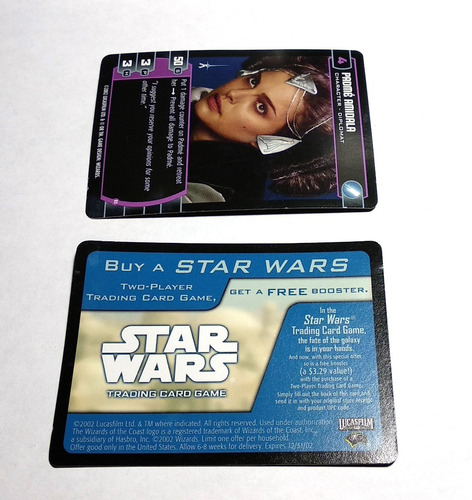 4
PADMÉ AMIDALA
CHARACTER - DIPLOMAT
50
3
3
Put 1 damage counter on Padmé and retreat
her → Prevent all damage to Padmé.
"I suggest you reserve your opinions for some
other time."
BUY A STAR WARS
TWO-PLAYER
TRADING CARD GAME,
GET A FREE BOOSTER.
STAR
WARS
TRADING CARD GAME
In the
Star Wars®
Trading Card Game,
the fate of the galaxy
is in your hands.
And now, with this special offer,
so is a free booster
(a $3.29 value!)
with the purchase of a
Two-Player Trading Card Game.
Simply fill out the back of this card and
send it in with your original store receipt
and product UPC code.
©2002 Lucasfilm Ltd. & TM where indicated. All rights reserved. Used under authorization.
The Wizards of the Coast logo is a registered trademark of Wizards of the Coast, Inc.,
a subsidiary of Hasbro, Inc. ©2002 Wizards. Limit one offer per household.
Offer good only in the United States. Allow 6-8 weeks for delivery. Expires 12/31/02
LUCASFILM